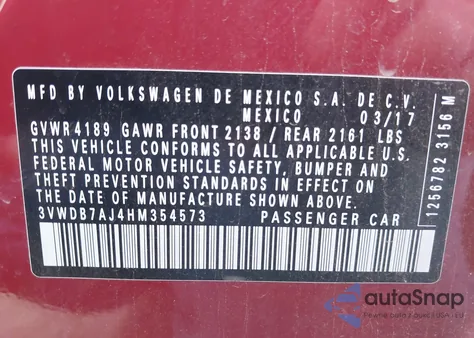 MFD BY VOLKSWAGEN DE MEXICO S.A. DE C.V.
MEXICO 03/17
GVWR 4189 GAWR FRONT 2138 / REAR 2161 LBS
THIS VEHICLE CONFORMS TO ALL APPLICABLE
FEDERAL MOTOR VEHICLE SAFETY, BUMPER AND
THEFT PREVENTION STANDARDS IN EFFECT ON
THE DATE OF MANUFACTURE SHOWN ABOVE.
3VWDB7AJ4HM354573 PASSENGER CAR
1256782 3156 M
autoSnap